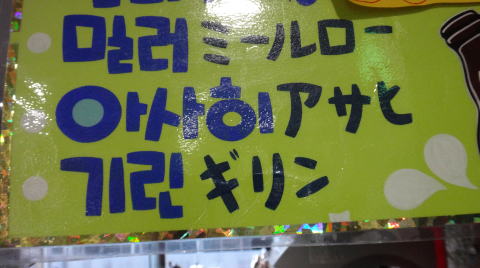 밀러 ミールロー
아사히 アサヒ
기린 ギリン